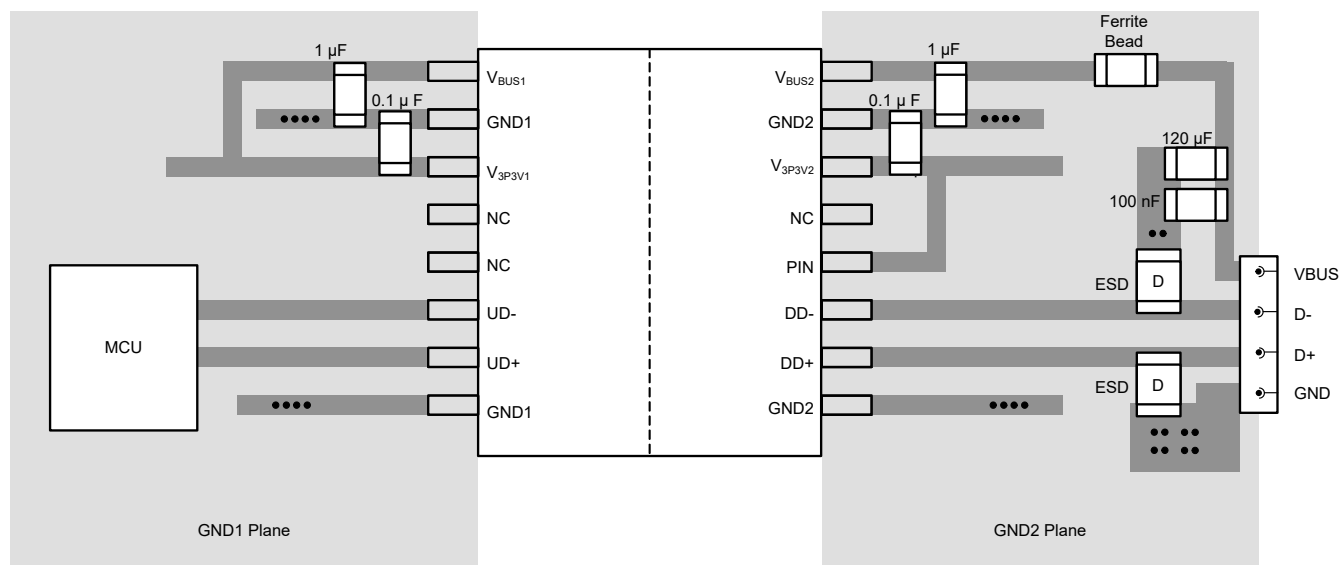 Ferrite
Bead
1 µF
1 µF
V_BUS1
V_BUS2
0.1 µ F
0.1 µ F
GND1
GND2
120 µF
V_3P3V1
V_3P3V2
100 nF
NC
NC
NC
PIN
ESD
D
VBUS
UD-
DD-
D-
MCU
UD+
DD+
D+
ESD
D
GND
GND1
GND2
GND1 Plane
GND2 Plane